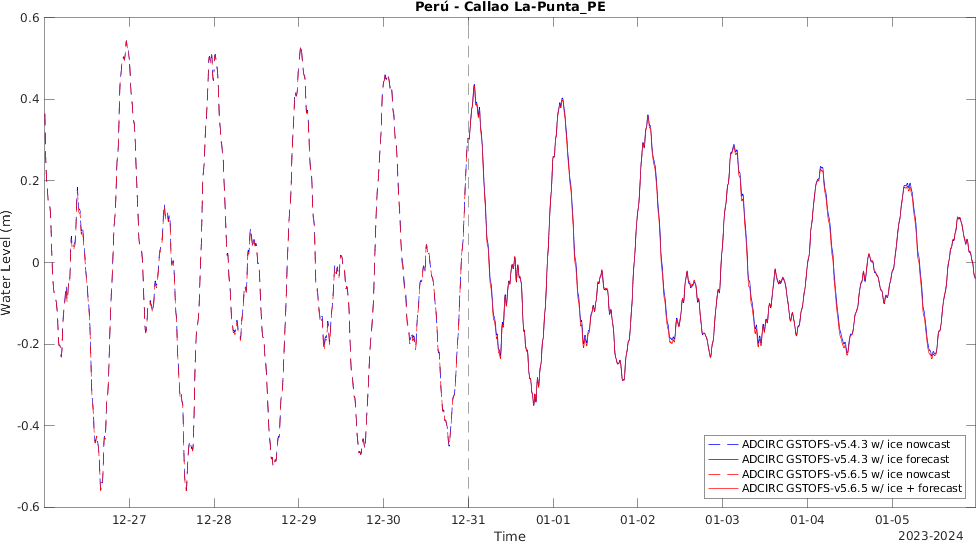 Perú - Callao La-Punta_PE
Water Level (m)
0.6
0.4
0.2
0
-0.2
-0.4
-0.6
ADCIRC GSTOFS-v5.4.3 w/ ice nowcast
ADCIRC GSTOFS-v5.4.3 w/ ice forecast
ADCIRC GSTOFS-v5.6.5 w/ ice nowcast
ADCIRC GSTOFS-v5.6.5 w/ ice + forecast
12-27 12-28 12-29 12-30 12-31 01-01 01-02 01-03 01-04 01-05
Time
2023-2024